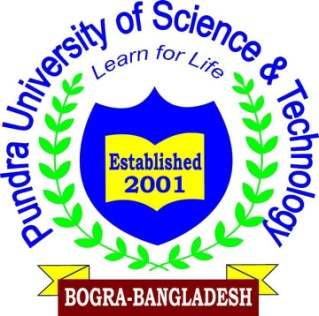 Pundra University of Science & Technology
Learn for Life
Established
2001
BOGRA-BANGLADESH